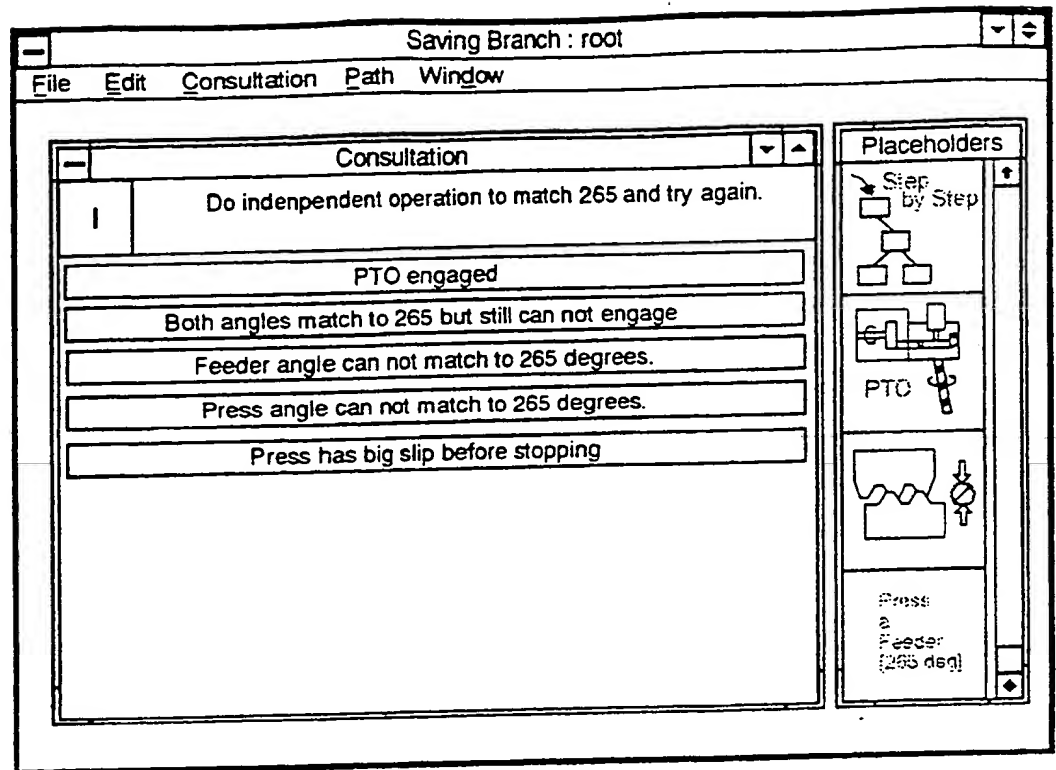 Saving Branch : root
File Edit Consultation Path Window
Consultation
I
Do indenpendent operation to match 265 and try again.
PTO engaged
Both angles match to 265 but still can not engage
Feeder angle can not match to 265 degrees.
Press angle can not match to 265 degrees.
Press has big slip before stopping
Placeholders
Step
by Step
PTO
Press
a
Feeder
[265 deg]